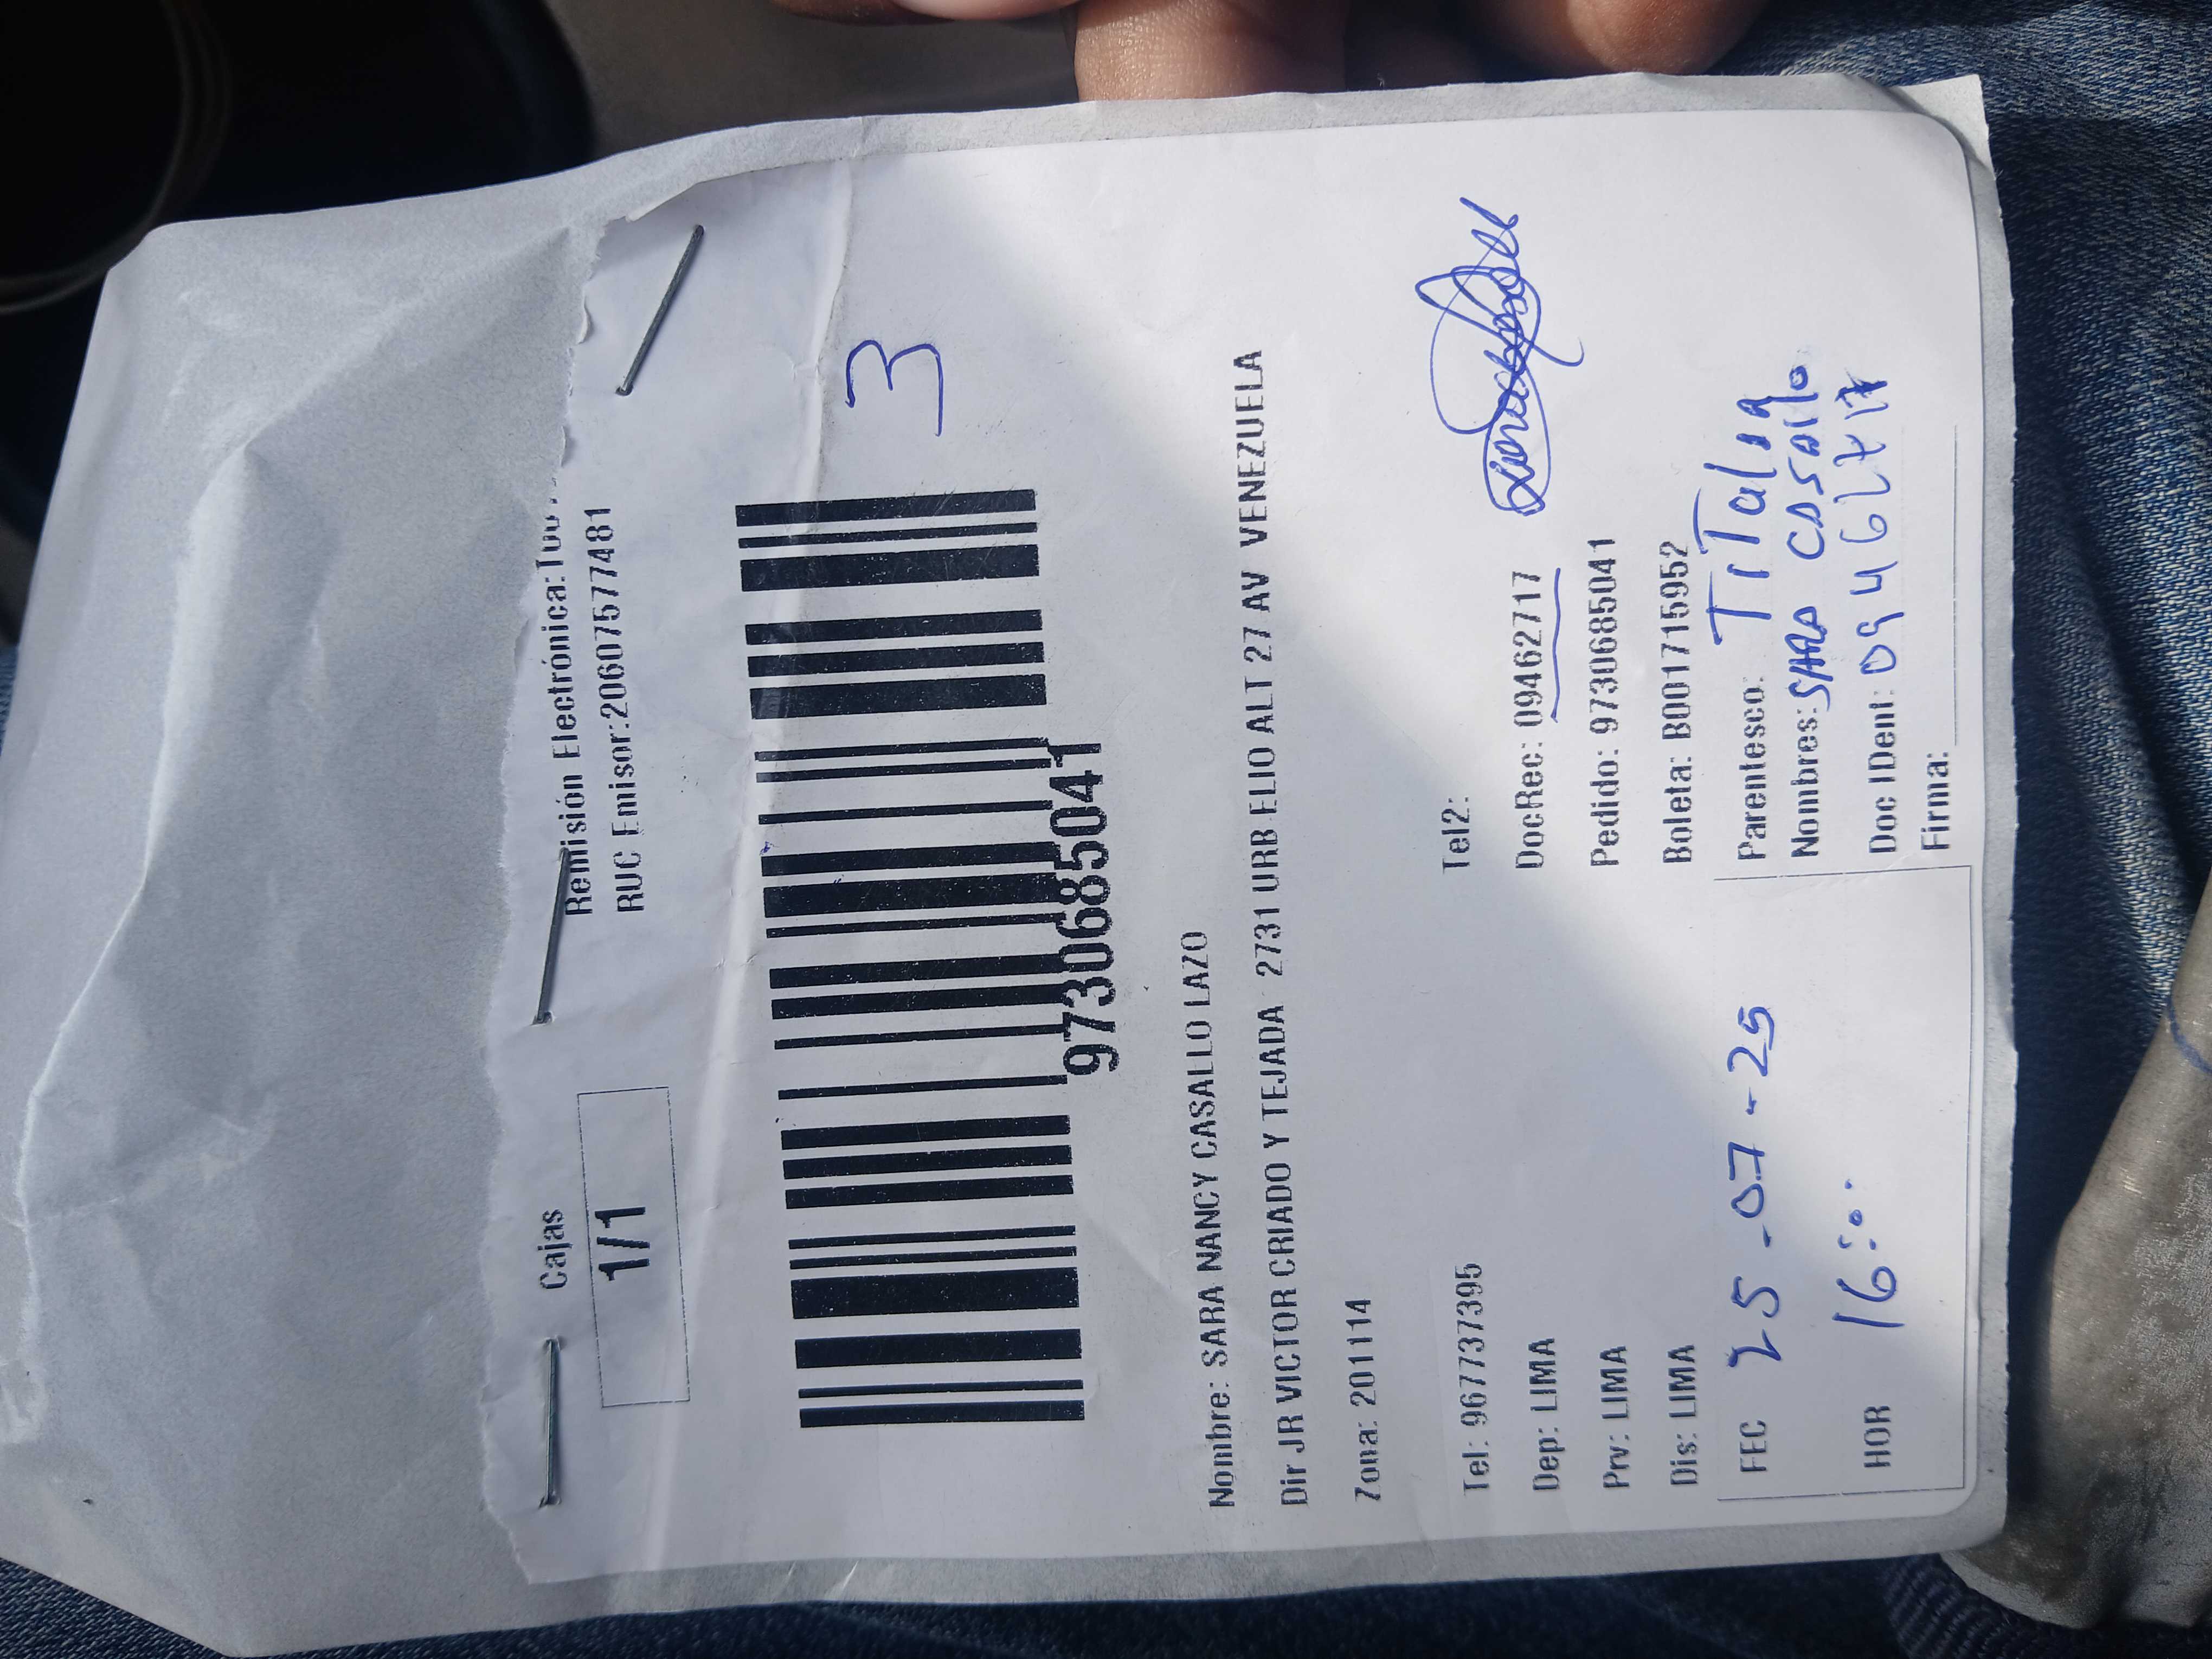 Remisión Electrónica:T00
RUC Emisor:20607577481
Cajas
1/1
3
9730685041
Nombre: SARA NANCY CASALLO LAZO
Dir JR VICTOR CRIADO Y TEJADA 2731 URB ELIO ALT 27 AV VENEZUELA
Zona: 201114
Tel: 967737395 Tel2:
Dep: LIMA DocRec: 09462717
Prv: LIMA Pedido: 97306850​41
Dis: LIMA Boleta: B001715952
FEC 25-07-25
HOR 16:00
Parentesco: TiTular
Nombres: SARA CASAllo
Doc IDent: 09462717
Firma: